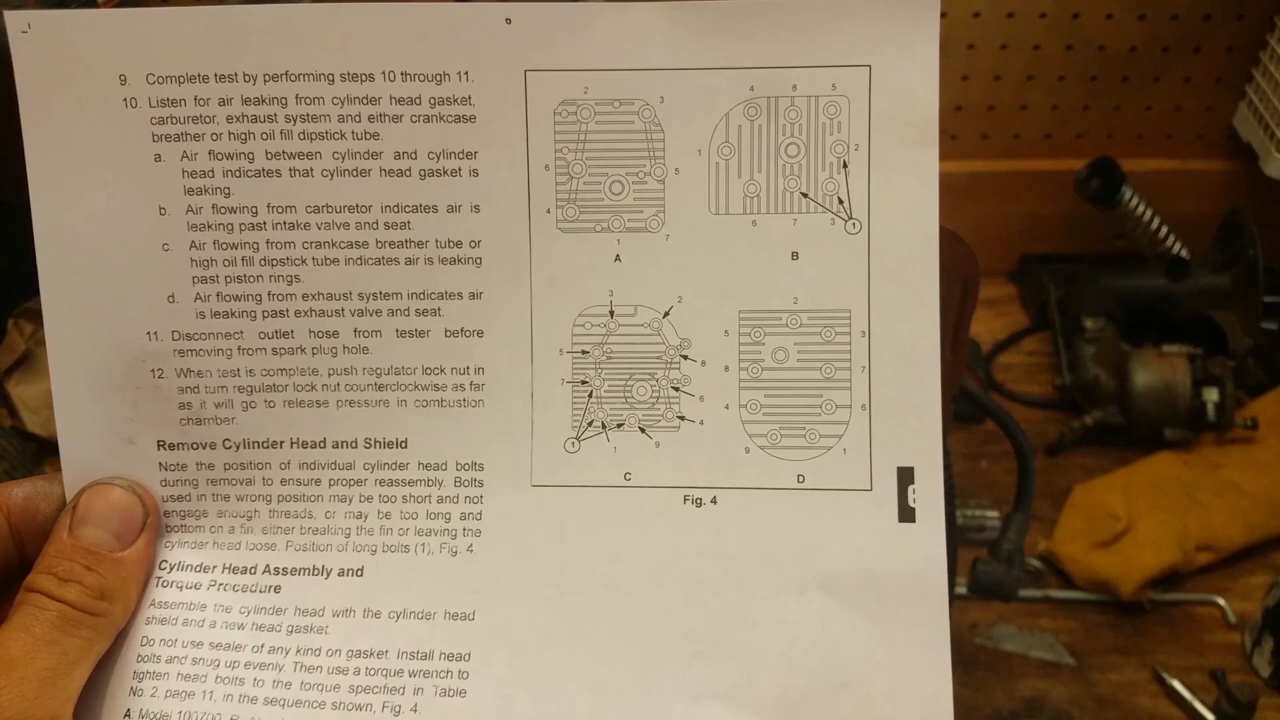 9. Complete test by performing steps 10 through 11.
10. Listen for air leaking from cylinder head gasket,
carburetor, exhaust system and either crankcase
breather or high oil fill dipstick tube.
a. Air flowing between cylinder and cylinder
head indicates that cylinder head gasket is
leaking.
b. Air flowing from carburetor indicates air is
leaking past intake valve and seat.
c. Air flowing from crankcase breather tube or
high oil fill dipstick tube indicates air is leaking
past piston rings.
d. Air flowing from exhaust system indicates air
is leaking past exhaust valve and seat.
11. Disconnect outlet hose from tester before
removing from spark plug hole.
12. When test is complete, push regulator lock nut in
and turn regulator lock nut counterclockwise as far
as it will go to release pressure in combustion
chamber.
Remove Cylinder Head and Shield
Note the position of individual cylinder head bolts
during removal to ensure proper reassembly. Bolts
used in the wrong position may be too short and not
engage enough threads, or may be too long and
bottom on a fin, either breaking the fin or leaving the
cylinder head loose. Position of long bolts (1), Fig. 4
Cylinder Head Assembly and
Torque Procedure
Assemble the cylinder head with the cylinder head
shield and a new head gasket.
Do not use sealer of any kind on gasket. Install head
bolts and snug up evenly. Then use a torque wrench to
tighten head bolts to the torque specified in Table
No. 2, page 11, in the sequence shown, Fig. 4.
A: Model 100700,
2
3
6
5
4
1
7
A
4 8 5
1
2
6 7 3
1
B
3
2
5
8
7
6
4
1
1
9
C
2
5
3
8
7
4
6
9
1
D
Fig. 4